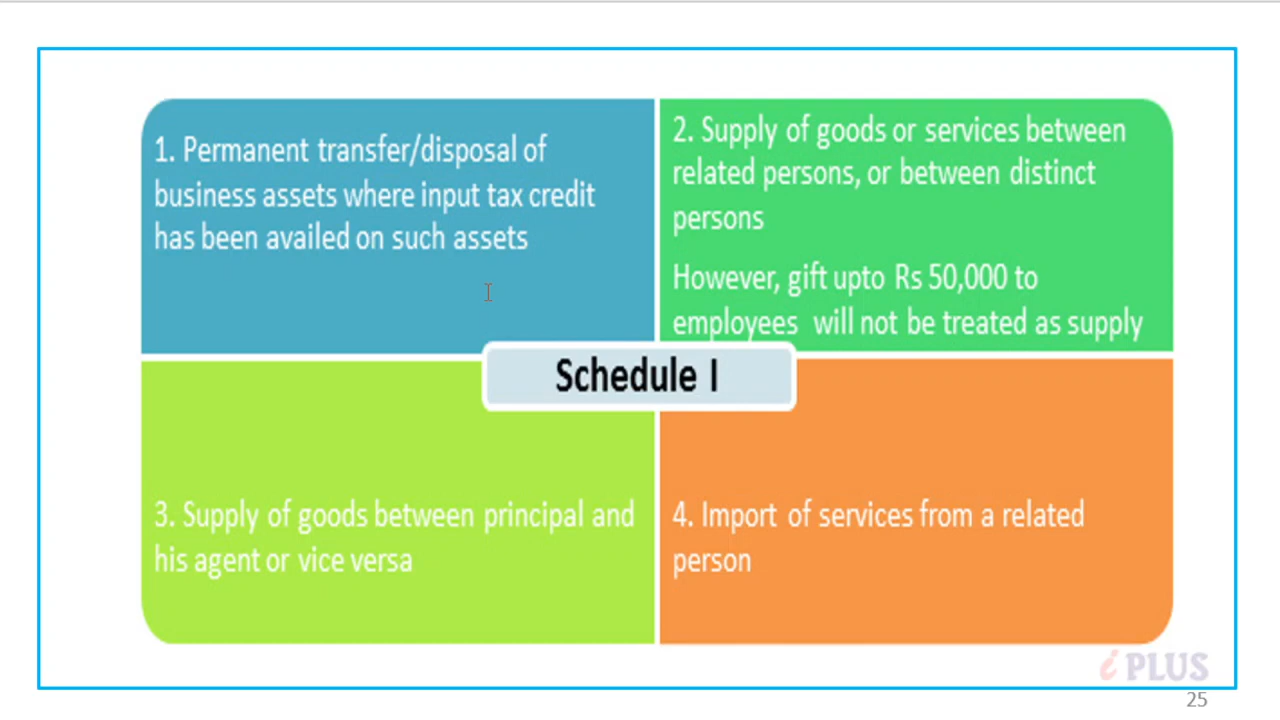 1. Permanent transfer/disposal of
business assets where input tax credit
has been availed on such assets
2. Supply of goods or services between
related persons, or between distinct
persons
However, gift upto Rs 50,000 to
employees will not be treated as supply
Schedule I
3. Supply of goods between principal and
his agent or vice versa
4. Import of services from a related
person
i PLUS
25